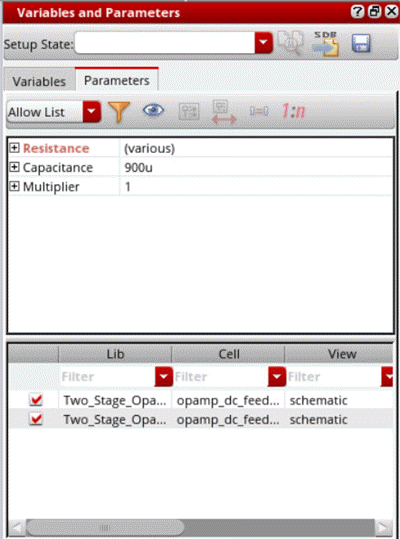 Variables and Parameters
Setup State:
SDB
Variables
Parameters
Allow List
1:n
Resistance (various)
Capacitance 900u
Multiplier 1
Lib Cell View
Filter Filter Filter
Two_Stage_Opa... opamp_dc_feed... schematic
Two_Stage_Opa... opamp_dc_feed... schematic